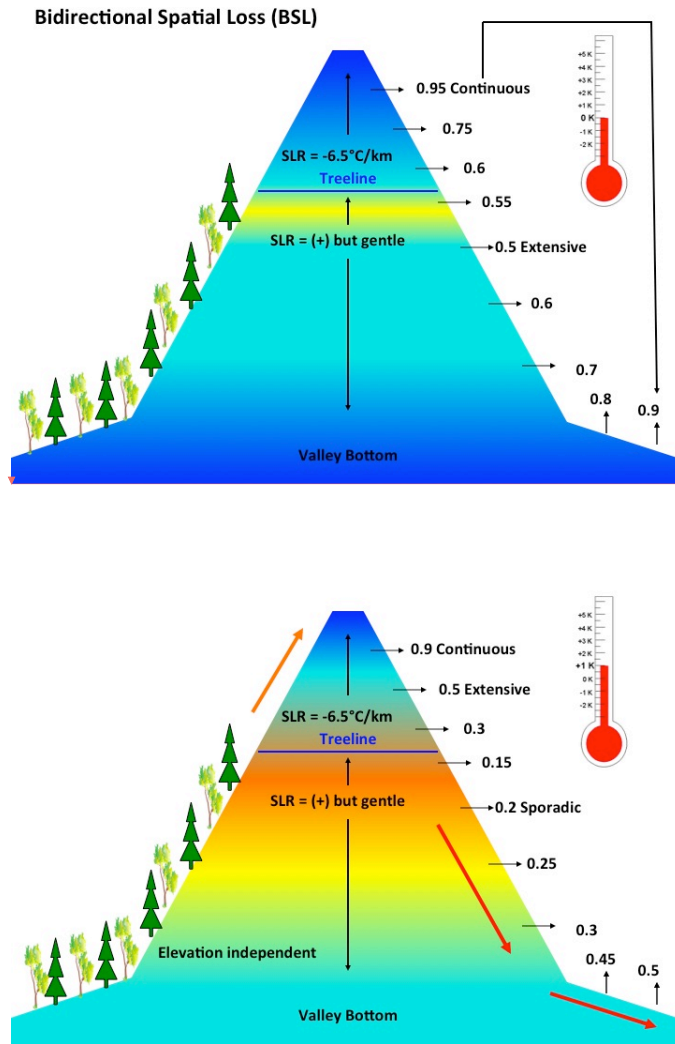 Bidirectional Spatial Loss (BSL)
+5 K
+4 K
+3 K
+2 K
+1 K
0 K
-1 K
-2 K
0.95 Continuous
0.75
SLR = -6.5°C/km
0.6
Treeline
0.55
SLR = (+) but gentle
0.5 Extensive
0.6
0.7
0.8
0.9
Valley Bottom
+5 K
+4 K
+3 K
+2 K
+1 K
0 K
-1 K
-2 K
0.9 Continuous
0.5 Extensive
SLR = -6.5°C/km
0.3
Treeline
0.15
SLR = (+) but gentle
0.2 Sporadic
0.25
0.3
Elevation independent
0.45
0.5
Valley Bottom